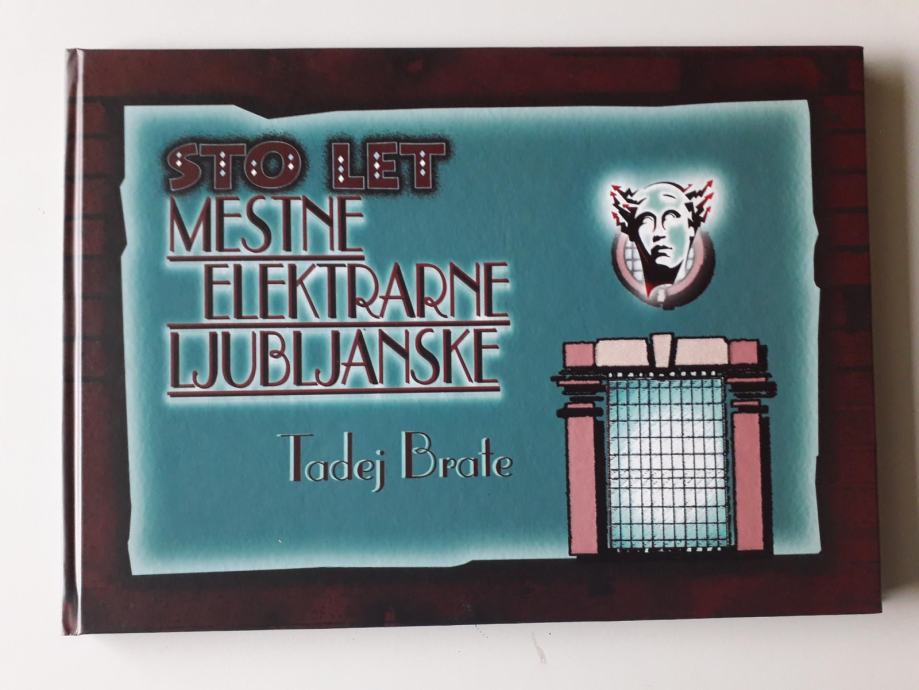 STO LET
MESTNE
ELEKTRARNE
LJUBLJANSKE
Tadej Brate